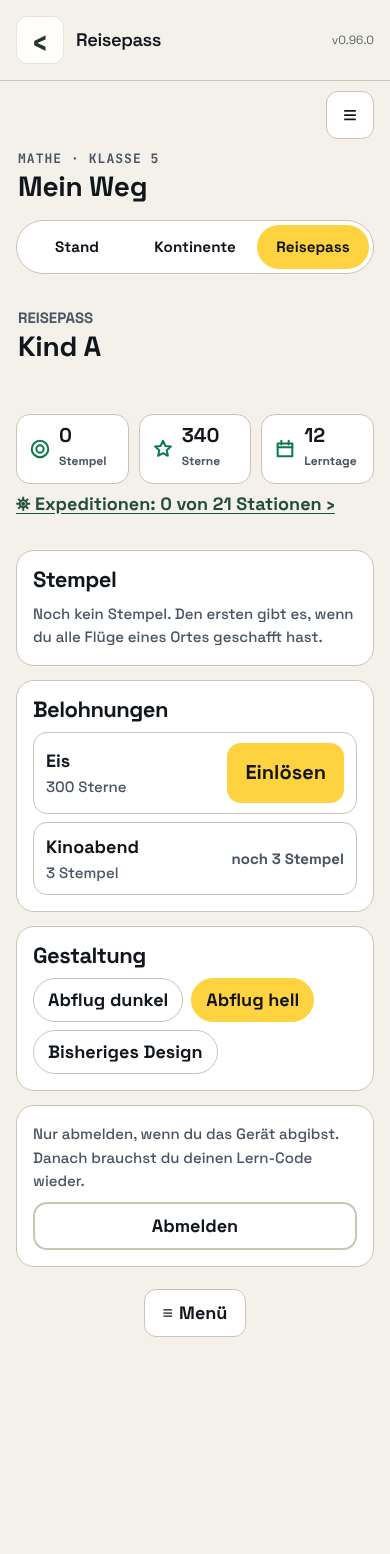 Reisepass
v0.96.0
≡
MATHE · KLASSE 5
Mein Weg
Stand
Kontinente
Reisepass
REISEPASS
Kind A
0
Stempel
340
Sterne
12
Lerntage
Expeditionen: 0 von 21 Stationen >
Stempel
Noch kein Stempel. Den ersten gibt es, wenn
du alle Flüge eines Ortes geschafft hast.
Belohnungen
Eis
300 Sterne
Einlösen
Kinoabend
3 Stempel
noch 3 Stempel
Gestaltung
Abflug dunkel
Abflug hell
Bisheriges Design
Nur abmelden, wenn du das Gerät abgibst.
Danach brauchst du deinen Lern-Code
wieder.
Abmelden
≡ Menü